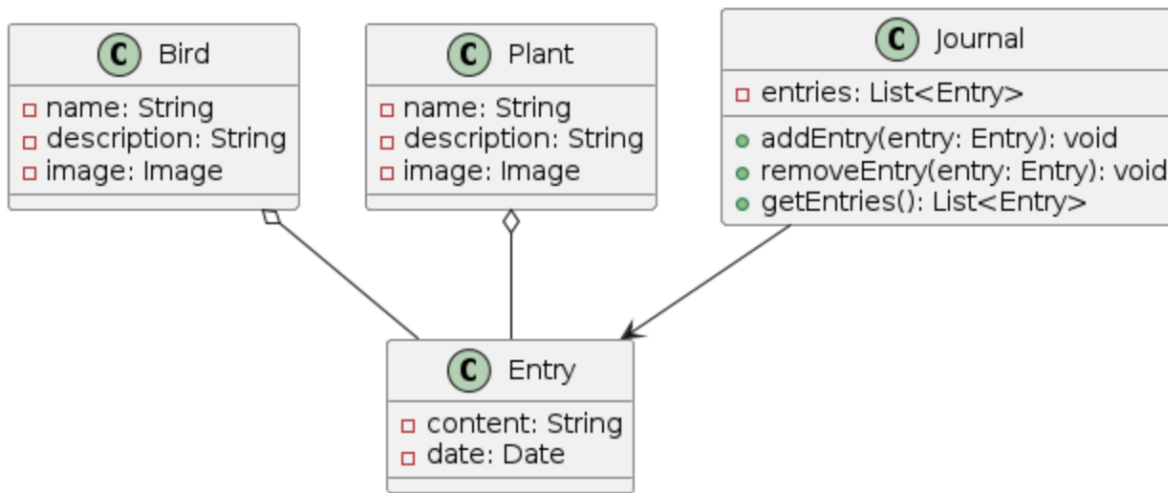 C Bird
name: String
description: String
image: Image
C Plant
name: String
description: String
image: Image
C Journal
entries: List<Entry>
addEntry(entry: Entry): void
removeEntry(entry: Entry): void
getEntries(): List<Entry>
C Entry
content: String
date: Date